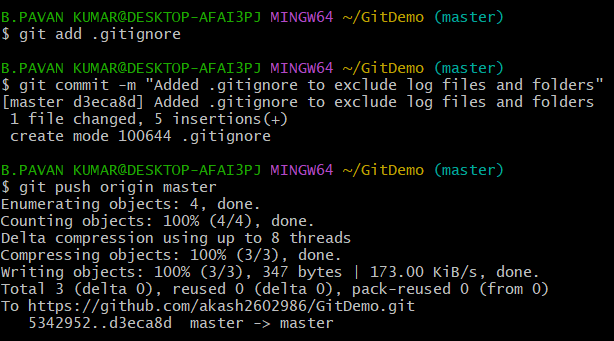 B.PAVAN KUMAR@DESKTOP-AFAI3PJ MINGW64 ~/GitDemo (master)
$ git add .gitignore
B.PAVAN KUMAR@DESKTOP-AFAI3PJ MINGW64 ~/GitDemo (master)
$ git commit -m "Added .gitignore to exclude log files and folders"
[master d3eca8d] Added .gitignore to exclude log files and folders
 1 file changed, 5 insertions(+)
 create mode 100644 .gitignore
B.PAVAN KUMAR@DESKTOP-AFAI3PJ MINGW64 ~/GitDemo (master)
$ git push origin master
Enumerating objects: 4, done.
Counting objects: 100% (4/4), done.
Delta compression using up to 8 threads
Compressing objects: 100% (3/3), done.
Writing objects: 100% (3/3), 347 bytes | 173.00 KiB/s, done.
Total 3 (delta 0), reused 0 (delta 0), pack-reused 0 (from 0)
To https://github.com/akash2602986/GitDemo.git
   5342952..d3eca8d  master -> master